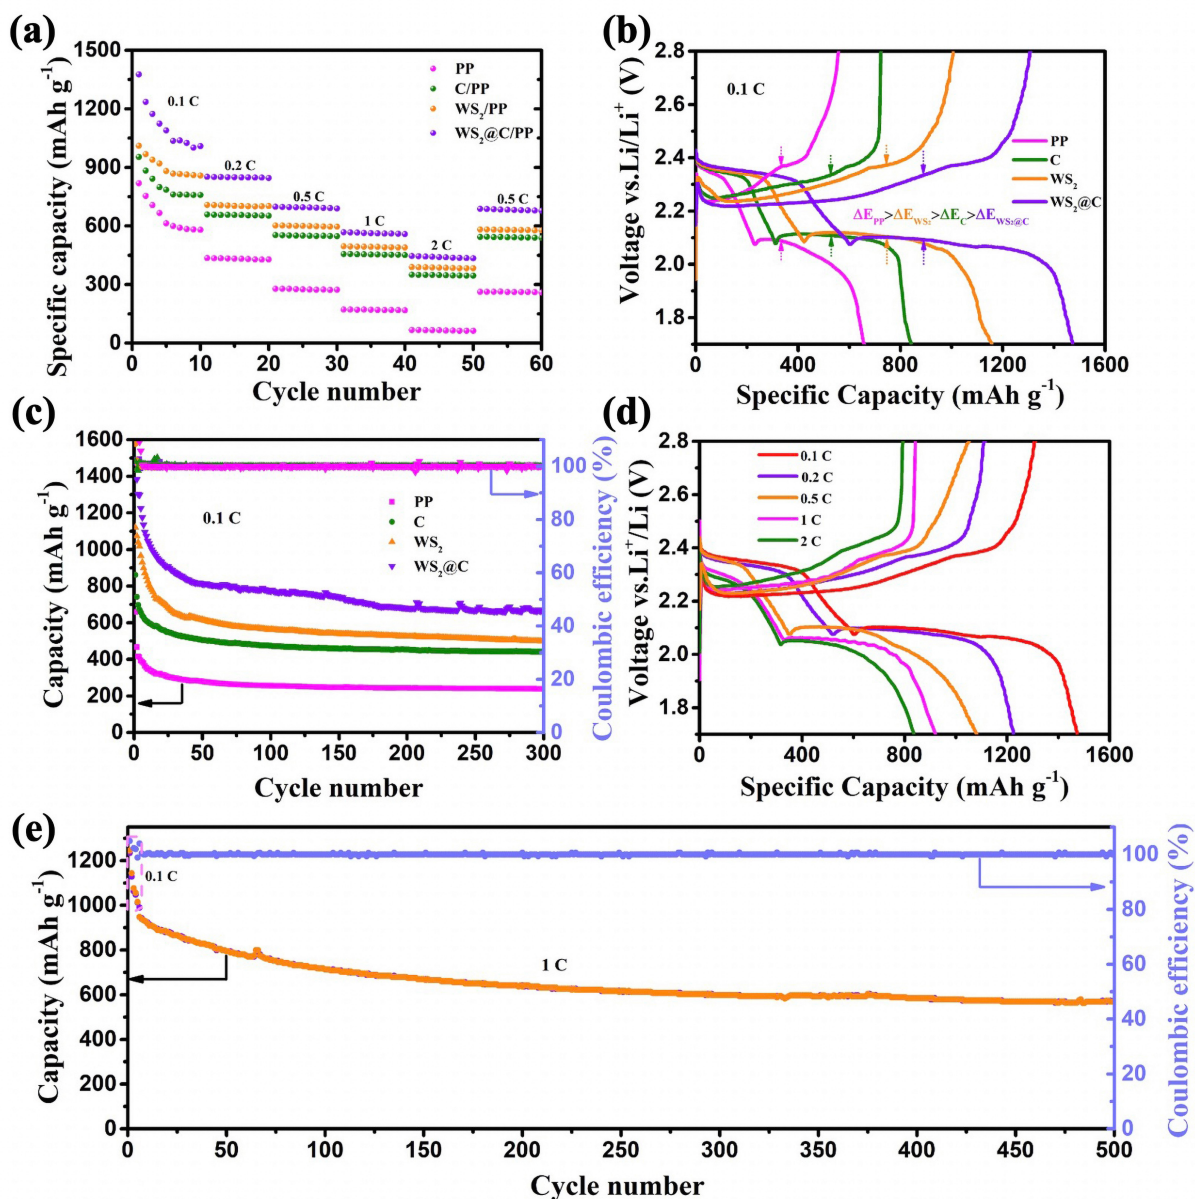 (a)
1500
1200
900
600
300
0
0 10 20 30 40 50 60
Specific capacity (mAh g⁻¹)
Cycle number
0.1 C
0.2 C
0.5 C
1 C
2 C
0.5 C
PP
C/PP
WS₂/PP
WS₂@C/PP
(b)
2.8
2.6
2.4
2.2
2.0
1.8
0 400 800 1200 1600
Voltage vs.Li/Li⁺ (V)
Specific Capacity (mAh g⁻¹)
0.1 C
PP
C
WS₂
WS₂@C
ΔE_PP>ΔE_WS₂>ΔE_C>ΔE_WS₂@C
(c)
1600
1400
1200
1000
800
600
400
200
0
0 50 100 150 200 250 300
Capacity (mAh g⁻¹)
Cycle number
0.1 C
PP
C
WS₂
WS₂@C
100
80
60
40
20
0
Coulombic efficiency (%)
(d)
2.8
2.6
2.4
2.2
2.0
1.8
0 400 800 1200 1600
Voltage vs.Li⁺/Li (V)
Specific Capacity (mAh g⁻¹)
0.1 C
0.2 C
0.5 C
1 C
2 C
(e)
1200
1000
800
600
400
200
0
0 50 100 150 200 250 300 350 400 450 500
Capacity (mAh g⁻¹)
Cycle number
0.1 C
1 C
100
80
60
40
20
0
Coulombic efficiency (%)